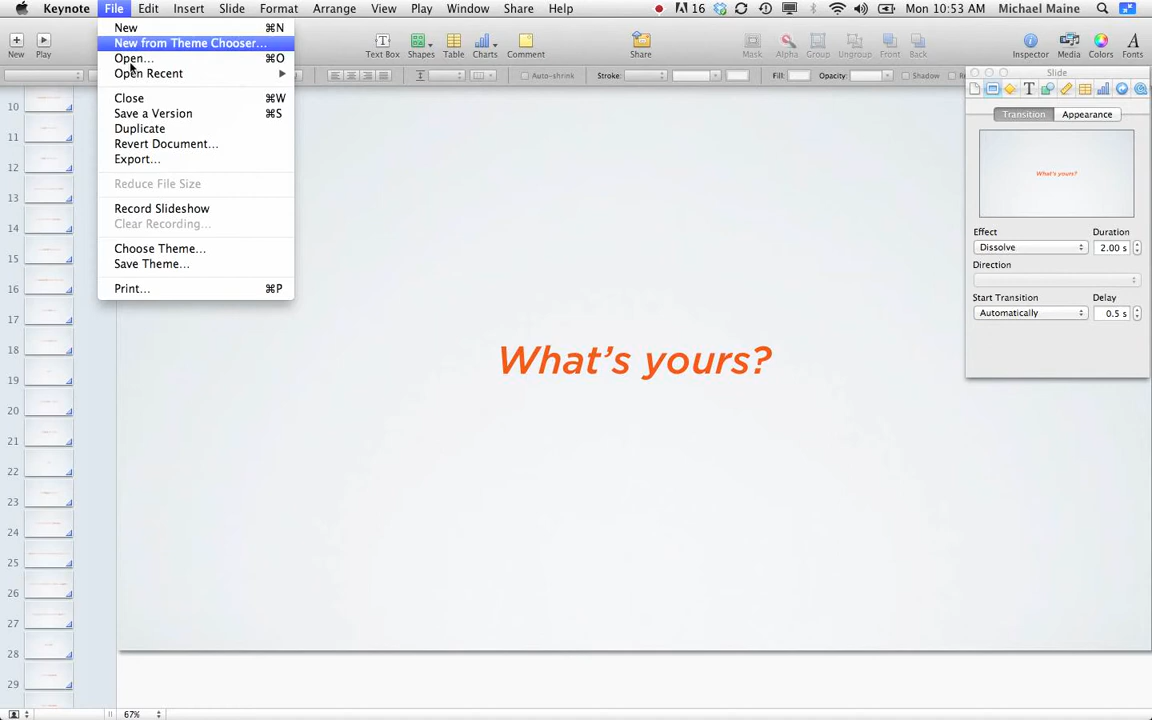 Keynote File Edit Insert Slide Format Arrange View Play Window Share Help 16 Mon 10:53 AM Michael Maine
New ⌘N
New from Theme Chooser...
Open... ⌘O
Open Recent
Close ⌘W
Save a Version ⌘S
Duplicate
Revert Document...
Export...
Reduce File Size
Record Slideshow
Clear Recording...
Choose Theme...
Save Theme...
Print... ⌘P
New Play Text Box Shapes Table Charts Comment Share Mask Alpha Group Ungroup Front Back Inspector Media Colors Fonts
Auto-shrink Stroke: Fill: Opacity: Shadow
Slide
Transition Appearance
What's yours?
Effect Duration
Dissolve 2.00 s
Direction
Start Transition Delay
Automatically 0.5 s
What's yours?
10
11
12
13
14
15
16
17
18
19
20
21
22
23
24
25
26
27
28
29
67%